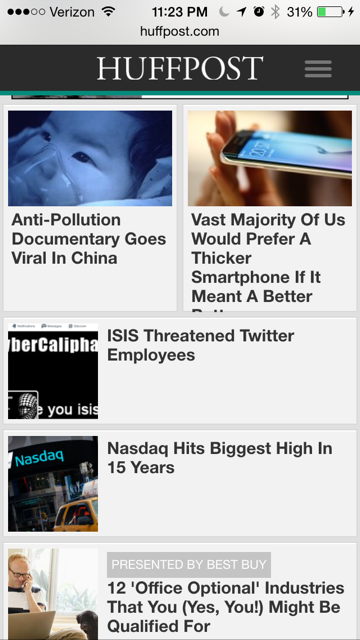 Verizon 11:23 PM 31%
huffpost.com
HUFFPOST
Anti-Pollution
Documentary Goes
Viral In China
Vast Majority Of Us
Would Prefer A
Thicker
Smartphone If It
Meant A Better
ISIS Threatened Twitter
Employees
yberCalipha
e you isis
Nasdaq Hits Biggest High In
15 Years
Nasdaq
PRESENTED BY BEST BUY
12 'Office Optional' Industries
That You (Yes, You!) Might Be
Qualified For